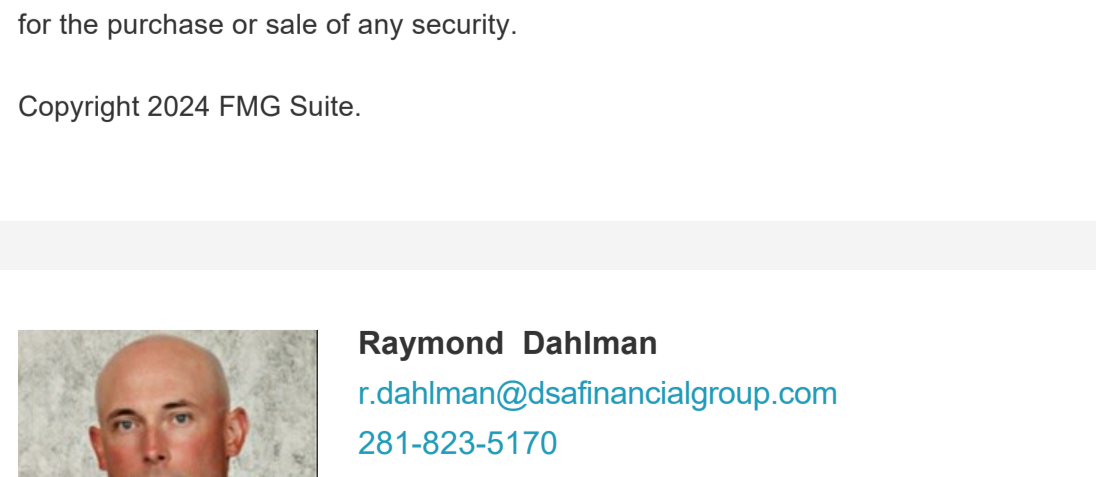 for the purchase or sale of any security.
Copyright 2024 FMG Suite.
Raymond  Dahlman
r.dahlman@dsafinancialgroup.com
281-823-5170